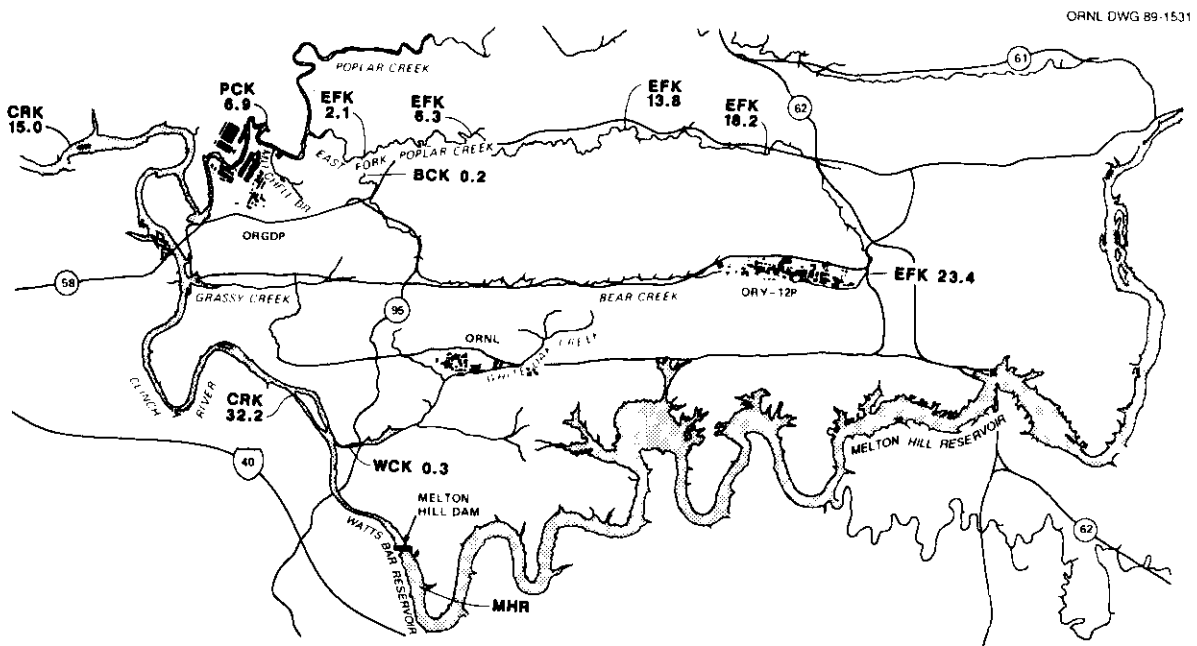 ORNL DWG 89-1531
POPLAR CREEK
61
PCK
6.9
EFK
2.1
EFK
6.3
EFK
13.8
EFK
18.2
62
CRK
15.0
EAST FORK POPLAR CREEK
BCK 0.2
ORGDP
58
GRASSY CREEK
BEAR CREEK
ORY-12P
EFK 23.4
95
ORNL
CLINCH
RIVER
CRK
32.2
MELTON HILL RESERVOIR
40
WCK 0.3
MELTON
HILL DAM
WATTS BAR RESERVOIR
62
MHR